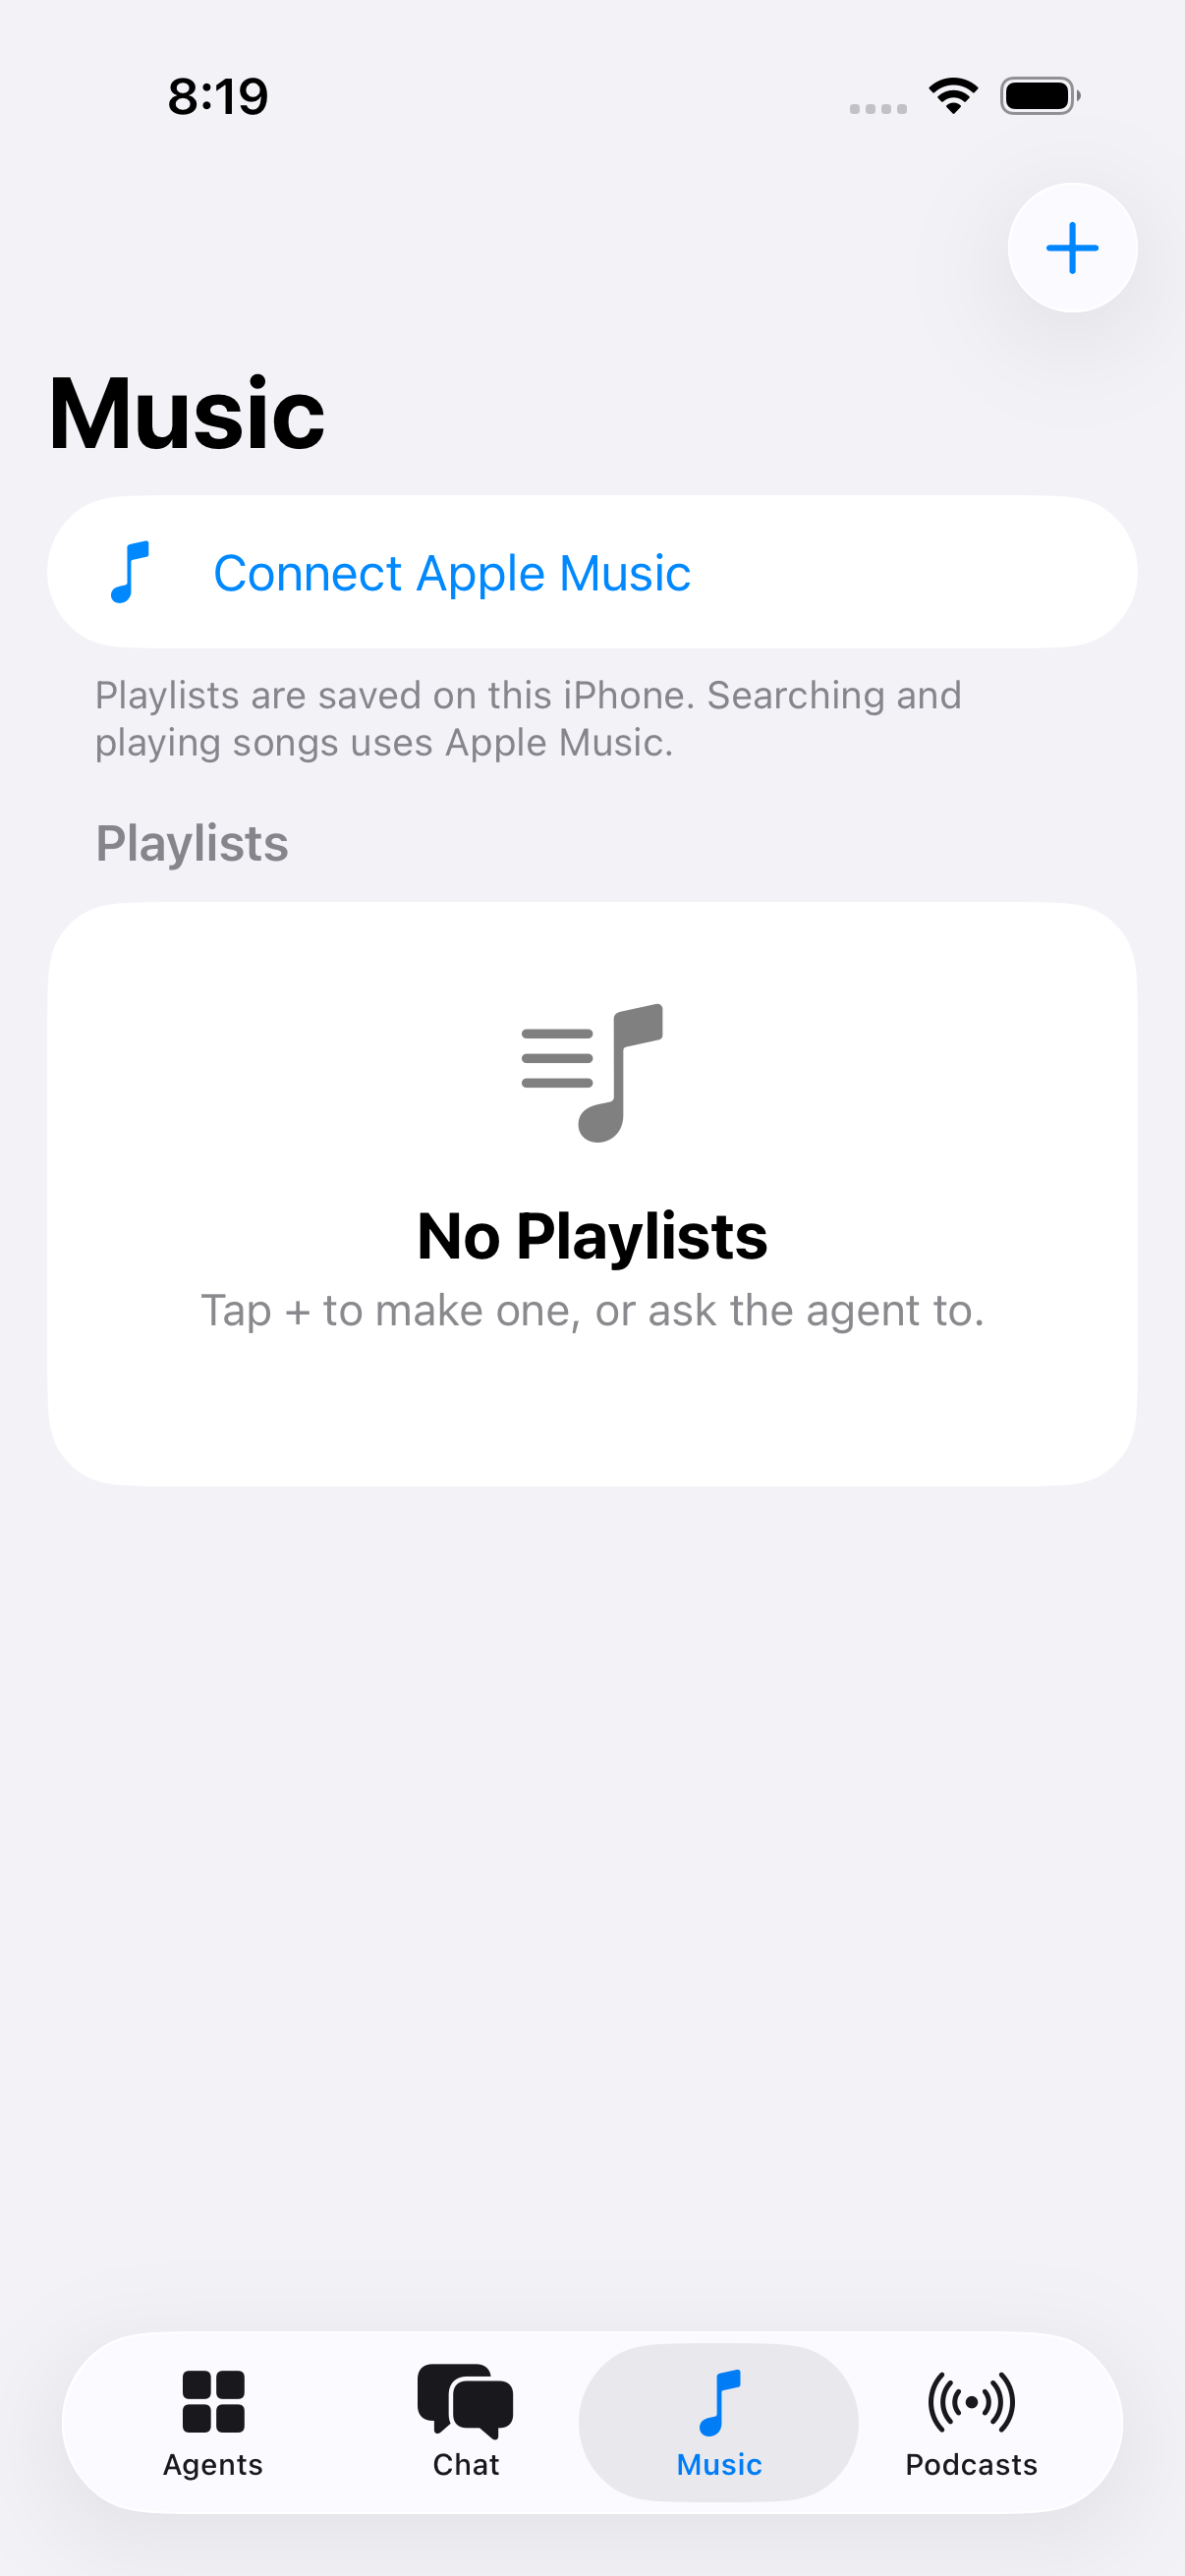 8:19
Music
Connect Apple Music
Playlists are saved on this iPhone. Searching and
playing songs uses Apple Music.
Playlists
No Playlists
Tap + to make one, or ask the agent to.
Agents
Chat
Music
Podcasts